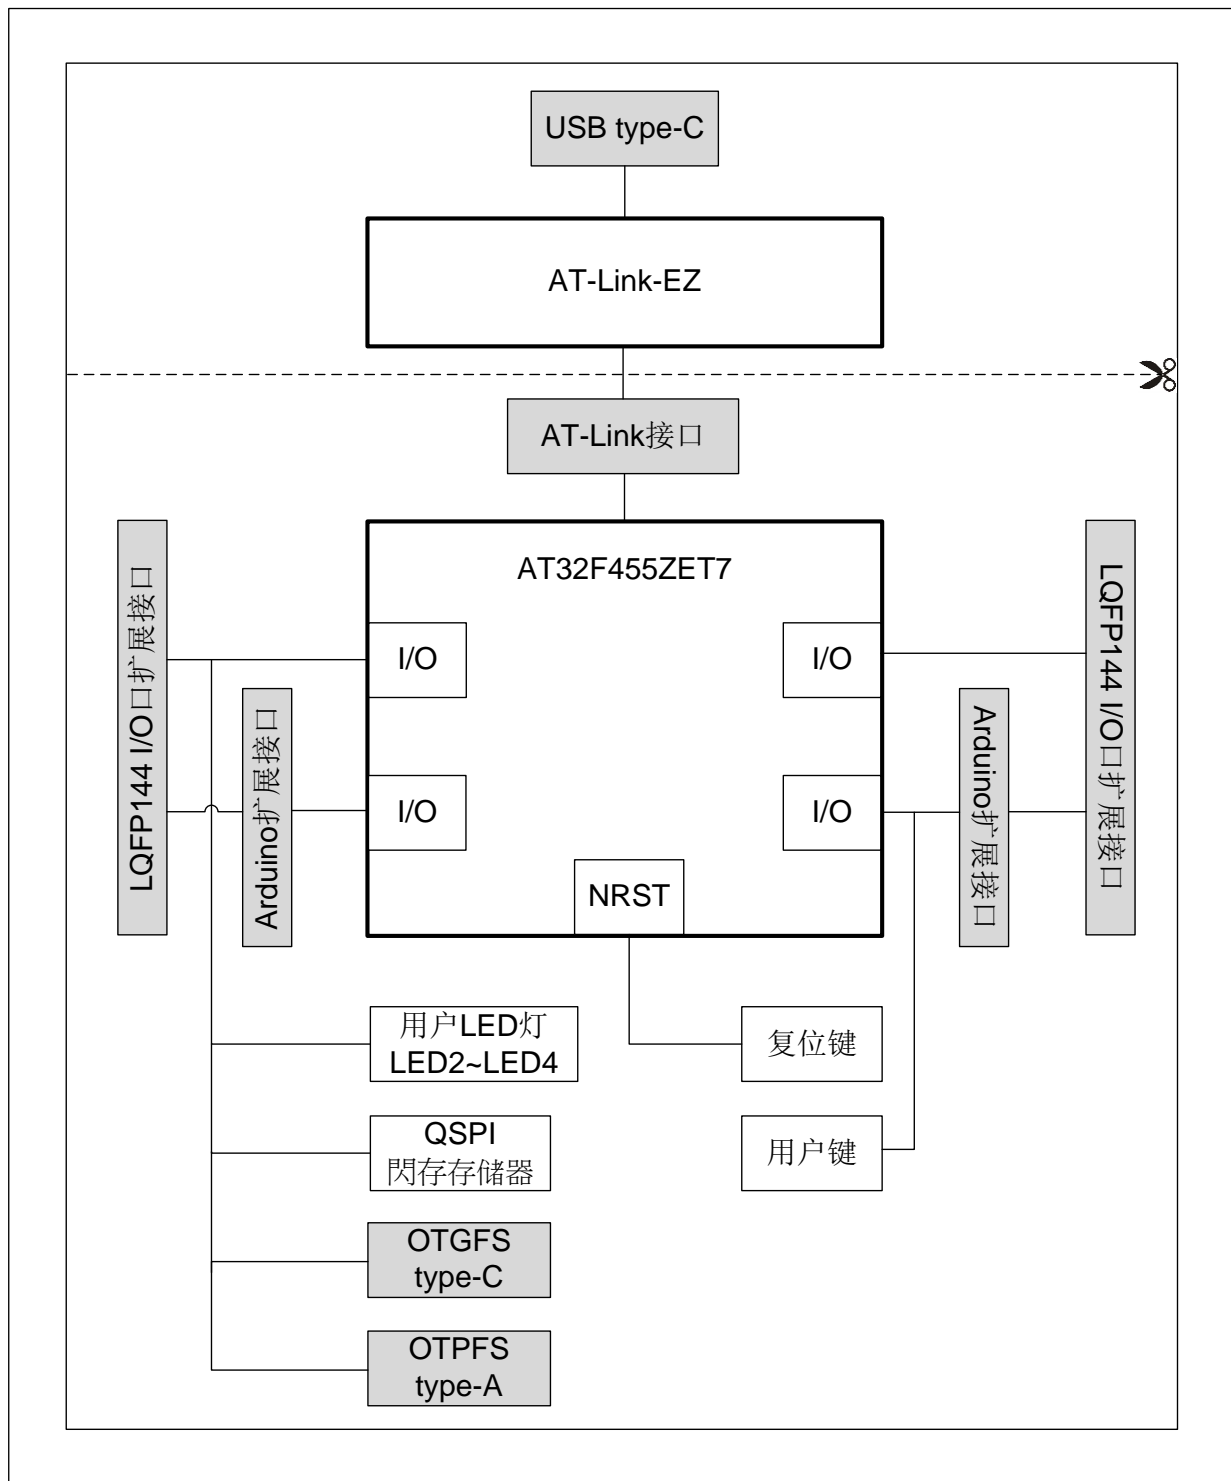 USB type-C
AT-Link-EZ
AT-Link接口
AT32F455ZET7
LQFP144 I/O口扩展接口
Arduino扩展接口
I/O
I/O
I/O
I/O
NRST
Arduino扩展接口
LQFP144 I/O口扩展接口
用户LED灯
LED2~LED4
复位键
QSPI
閃存存储器
用户键
OTGFS
type-C
OTPFS
type-A